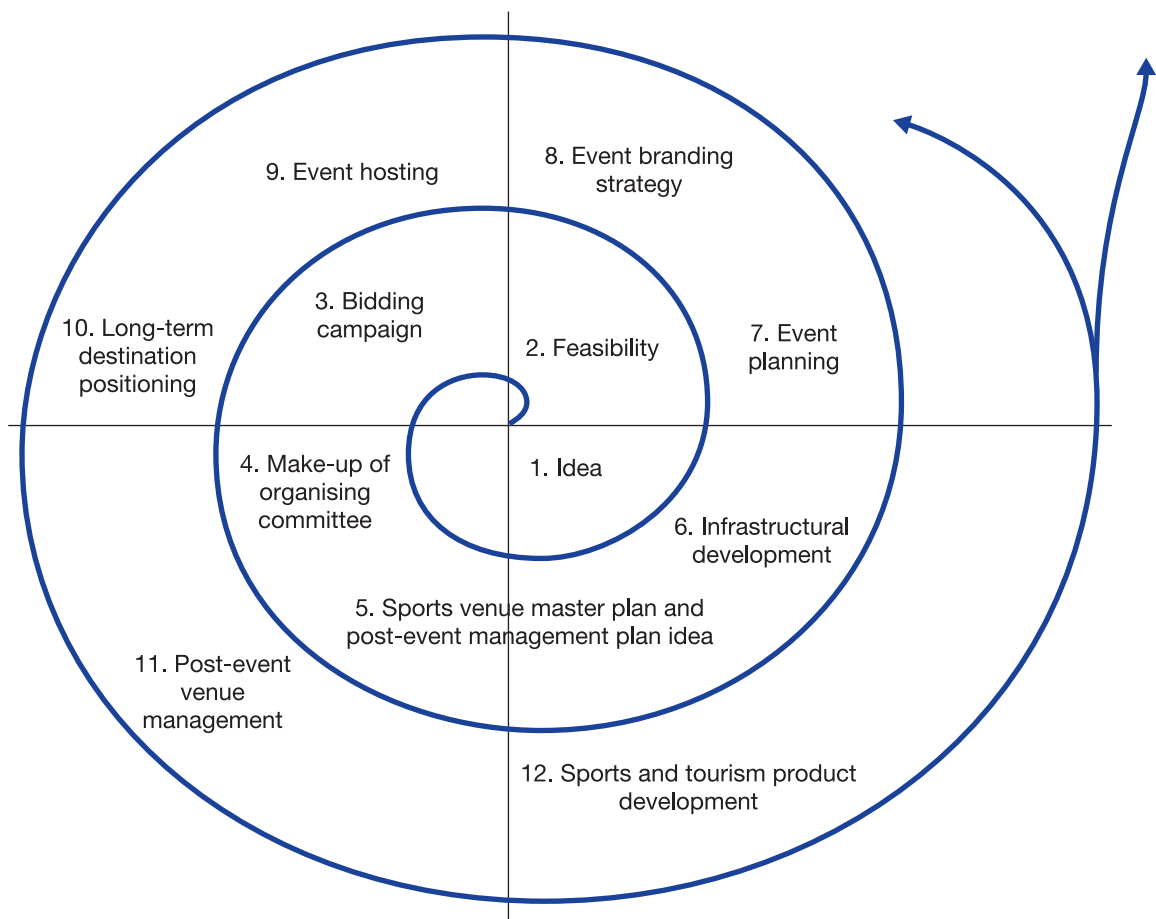 1. Idea
2. Feasibility
3. Bidding
campaign
4. Make-up of
organising
committee
5. Sports venue master plan and
post-event management plan idea
6. Infrastructural
development
7. Event
planning
8. Event branding
strategy
9. Event hosting
10. Long-term
destination
positioning
11. Post-event
venue
management
12. Sports and tourism product
development